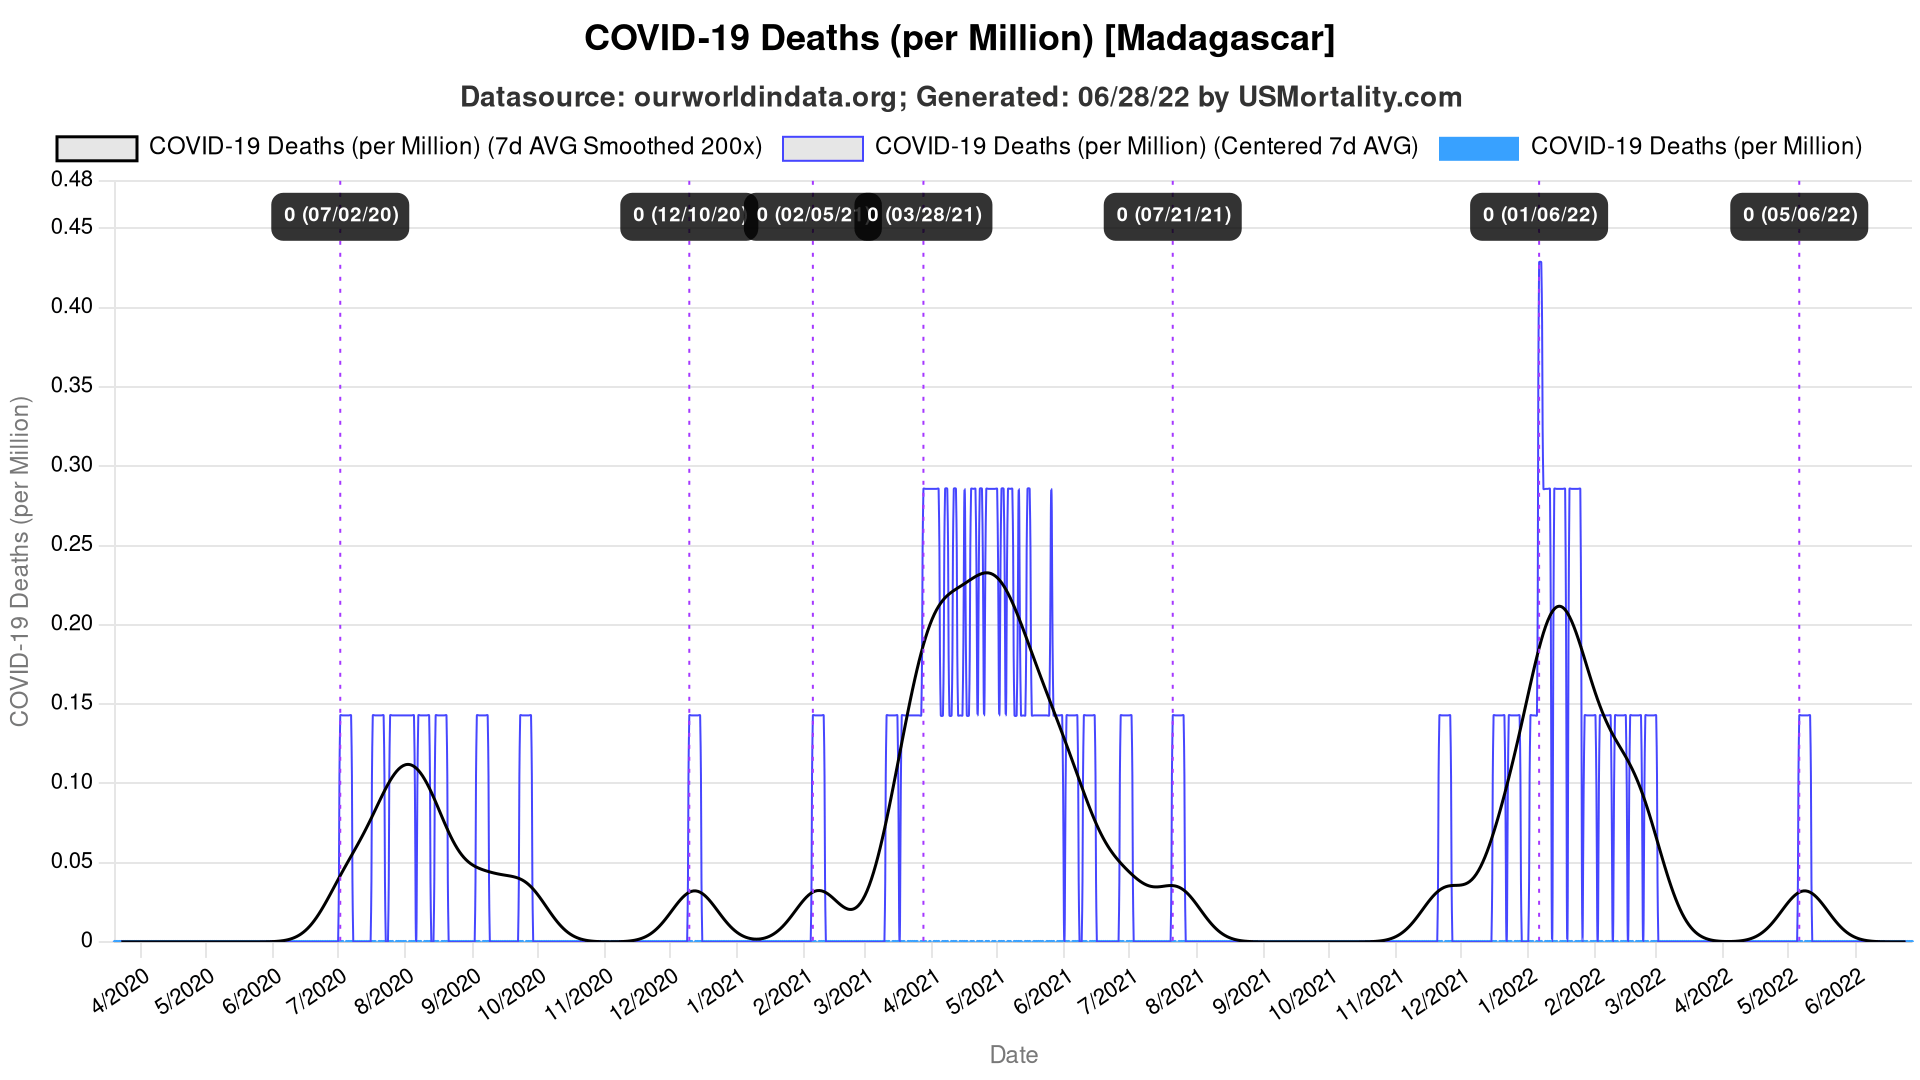 COVID-19 Deaths (per Million) [Madagascar]
Datasource: ourworldindata.org; Generated: 06/28/22 by USMortality.com
COVID-19 Deaths (per Million) (7d AVG Smoothed 200x) COVID-19 Deaths (per Million) (Centered 7d AVG) COVID-19 Deaths (per Million)
0 (07/02/20) 0 (12/10/20) 0 (02/05/21) 0 (03/28/21) 0 (07/21/21) 0 (01/06/22) 0 (05/06/22)
0.48
0.45
0.40
0.35
0.30
0.25
0.20
0.15
0.10
0.05
0
COVID-19 Deaths (per Million)
4/2020 5/2020 6/2020 7/2020 8/2020 9/2020 10/2020 11/2020 12/2020 1/2021 2/2021 3/2021 4/2021 5/2021 6/2021 7/2021 8/2021 9/2021 10/2021 11/2021 12/2021 1/2022 2/2022 3/2022 4/2022 5/2022 6/2022
Date